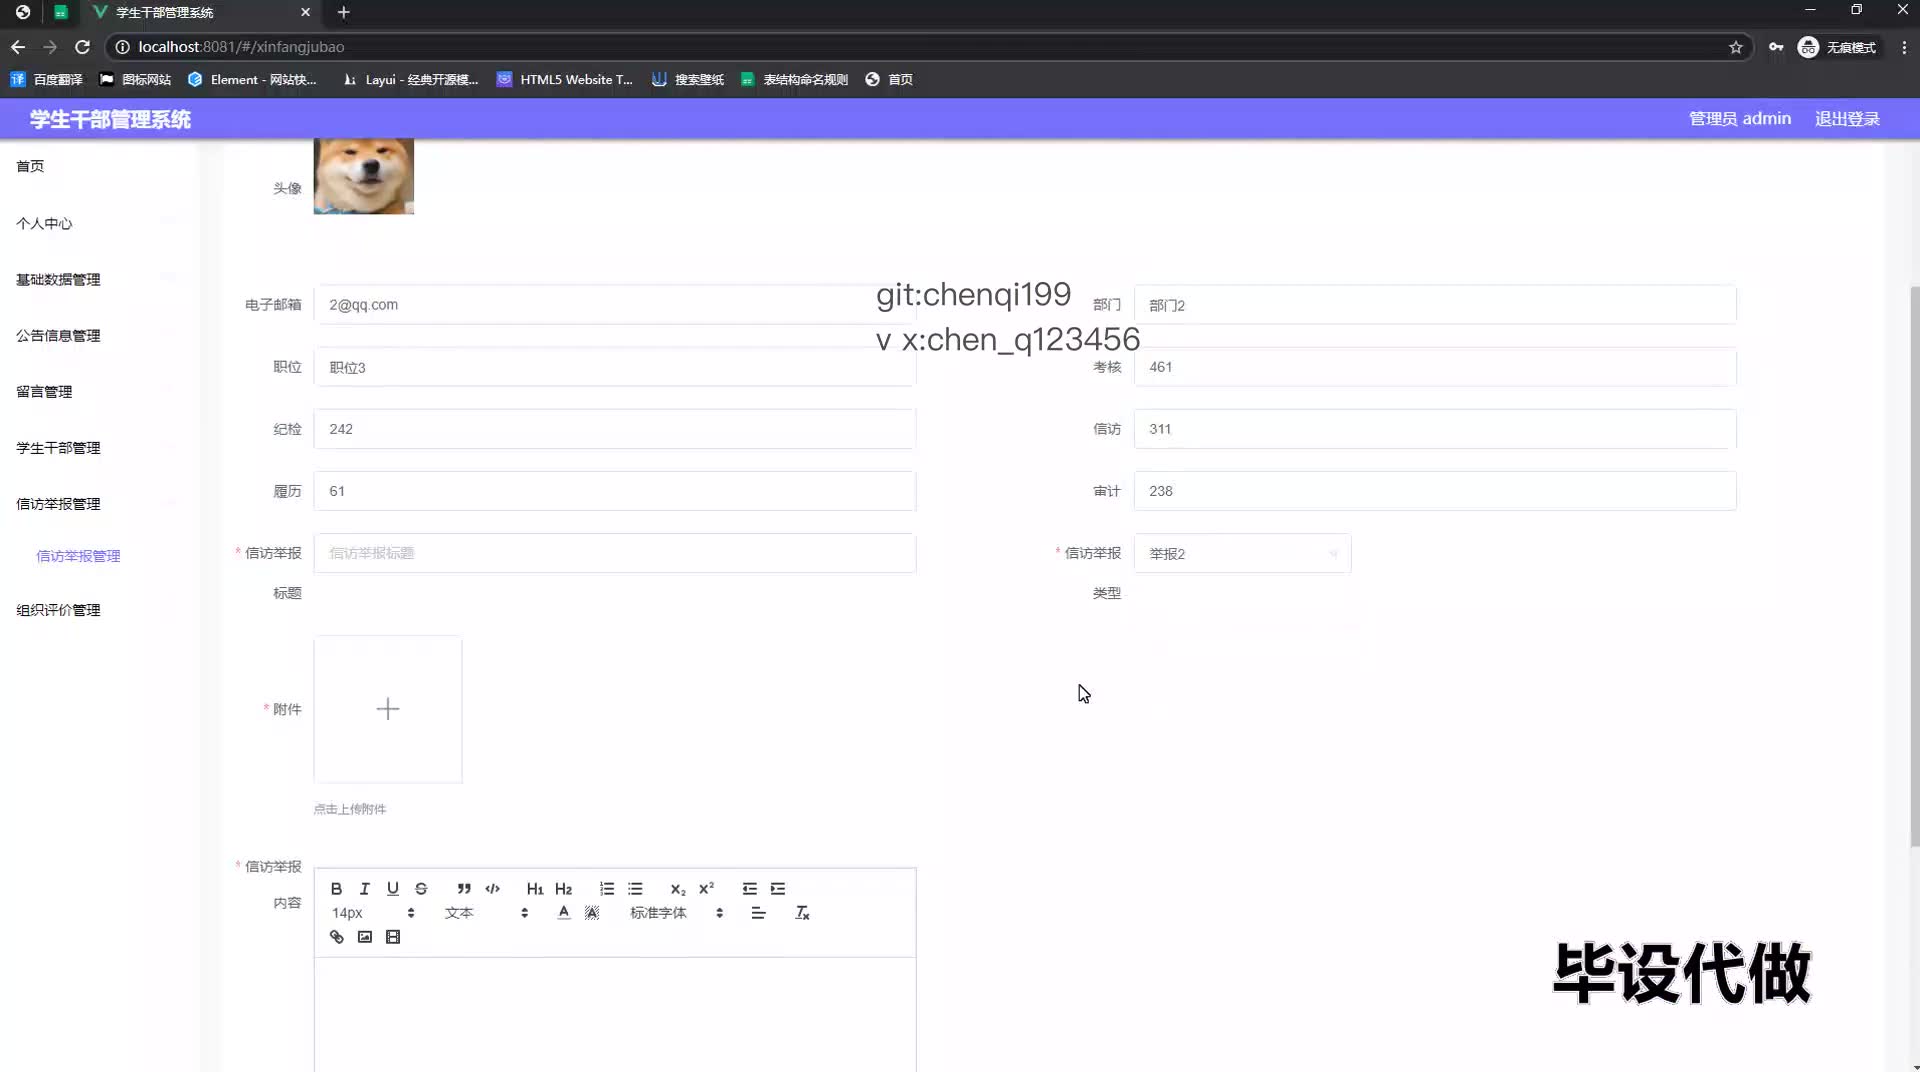 学生干部管理系统
localhost:8081/#/xinfangjubao
无痕模式
百度翻译
图标网站
Element - 网站快...
Layui - 经典开源模...
HTML5 Website T...
搜索壁纸
表结构命名规则
首页
学生干部管理系统
管理员 admin
退出登录
首页
个人中心
基础数据管理
公告信息管理
留言管理
学生干部管理
信访举报管理
信访举报管理
组织评价管理
头像
电子邮箱
2@qq.com
部门
部门2
git:chenqi199
v x:chen_q123456
职位
职位3
考核
461
纪检
242
信访
311
履历
61
审计
238
* 信访举报
标题
信访举报标题
* 信访举报
类型
举报2
* 附件
点击上传附件
* 信访举报
内容
B I U S
H1 H2
X₂ X²
14px
文本
A
A
标准字体
Tx
毕设代做